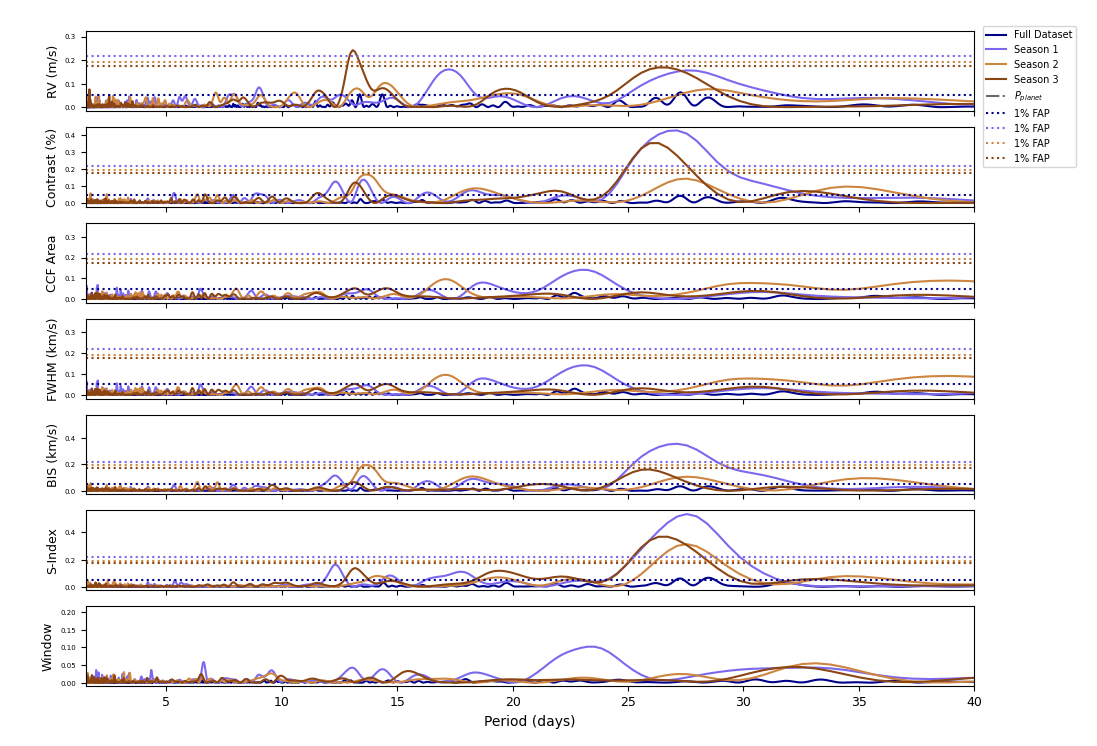 RV (m/s)
0.3
0.2
0.1
0.0
Full Dataset
Season 1
Season 2
Season 3
P_planet
1% FAP
1% FAP
1% FAP
1% FAP
Contrast (%)
0.4
0.3
0.2
0.1
0.0
CCF Area
0.3
0.2
0.1
0.0
FWHM (km/s)
0.3
0.2
0.1
0.0
BIS (km/s)
0.4
0.2
0.0
S-Index
0.4
0.2
0.0
Window
0.20
0.15
0.10
0.05
0.00
5 10 15 20 25 30 35 40
Period (days)